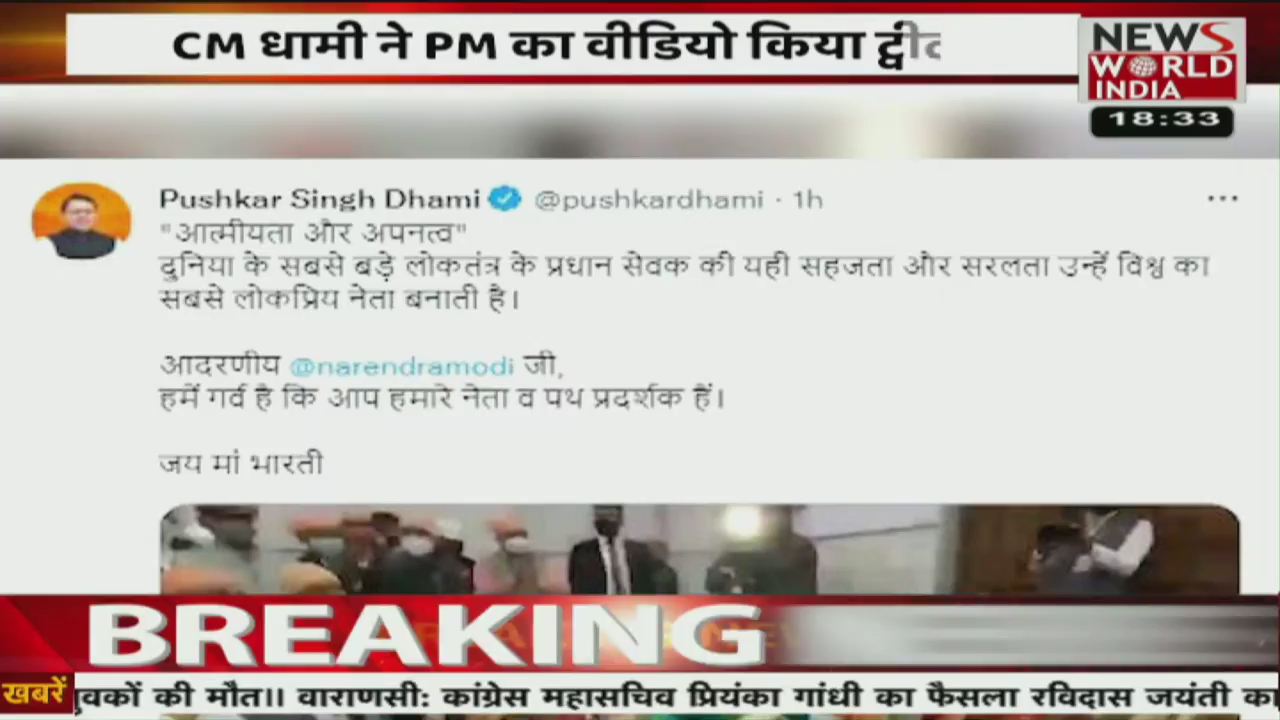 CM धामी ने PM का वीडियो किया ट्वीट
NEWS
WORLD
INDIA
18:33
Pushkar Singh Dhami @pushkardhami · 1h
"आत्मीयता और अपनत्व"
दुनिया के सबसे बड़े लोकतंत्र के प्रधान सेवक की यही सहजता और सरलता उन्हें विश्व का
सबसे लोकप्रिय नेता बनाती है।
आदरणीय @narendramodi जी,
हमें गर्व है कि आप हमारे नेता व पथ प्रदर्शक हैं।
जय मां भारती
BREAKING
खबरें
युवकों की मौत।। वाराणसी: कांग्रेस महासचिव प्रियंका गांधी का फैसला रविदास जयंती का